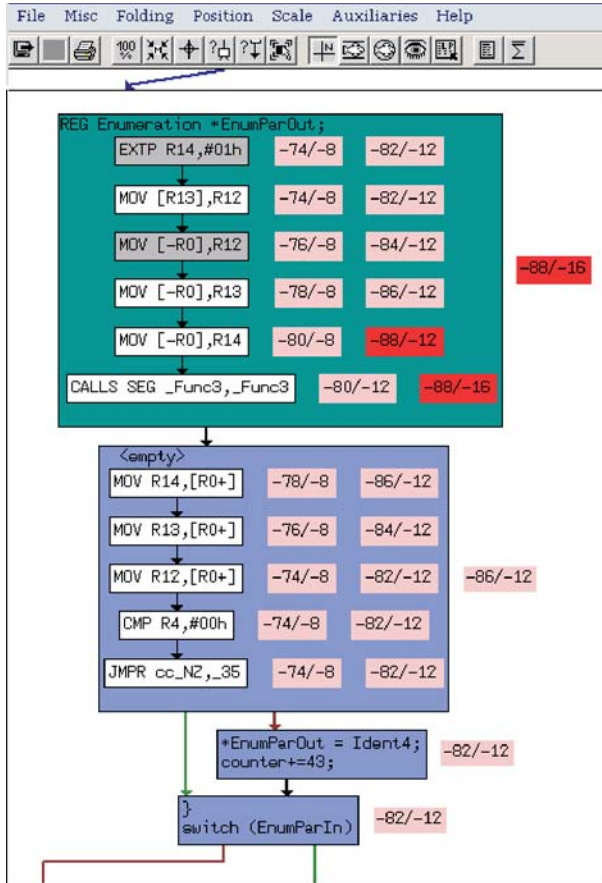 File Misc Folding Position Scale Auxiliaries Help
100 %
REG Enumeration *EnumParOut;
EXTP R14,#01h -74/-8 -82/-12
MOV [R13],R12 -74/-8 -82/-12
MOV [-R0],R12 -76/-8 -84/-12
-88/-16
MOV [-R0],R13 -78/-8 -86/-12
MOV [-R0],R14 -80/-8 -88/-12
CALLS SEG _Func3,_Func3 -80/-12 -88/-16
<empty>
MOV R14,[R0+] -78/-8 -86/-12
MOV R13,[R0+] -76/-8 -84/-12
MOV R12,[R0+] -74/-8 -82/-12 -86/-12
CMP R4,#00h -74/-8 -82/-12
JMPR cc_NZ,_35 -74/-8 -82/-12
*EnumParOut = Ident4;
counter+=43;
-82/-12
}
switch (EnumParIn)
-82/-12